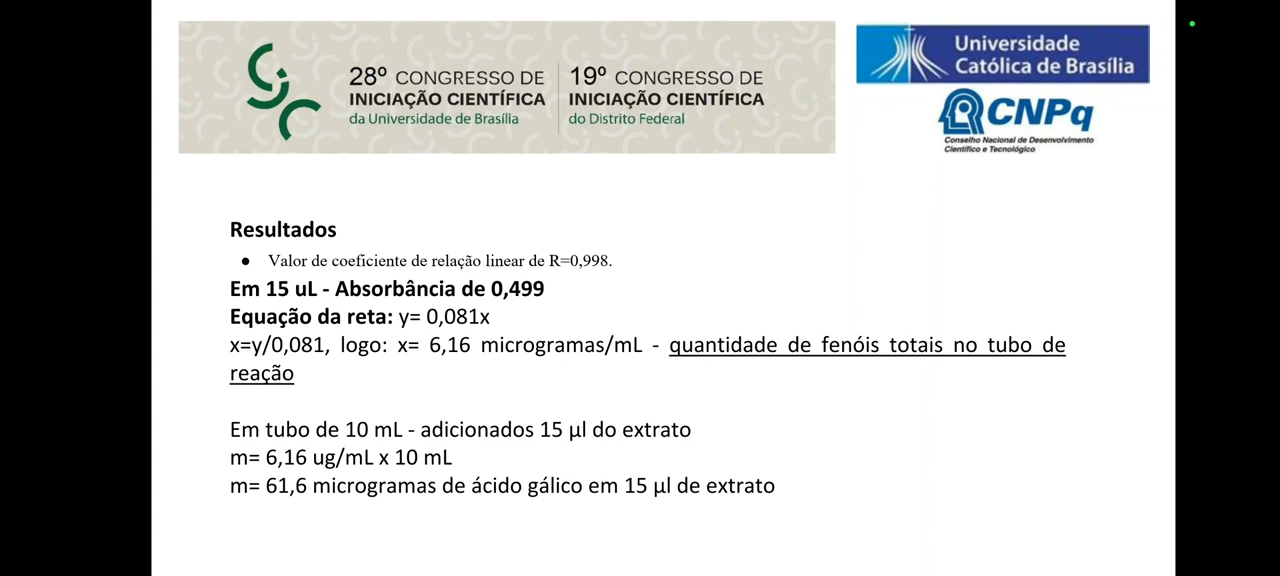 28º CONGRESSO DE
INICIAÇÃO CIENTÍFICA
da Universidade de Brasília
19º CONGRESSO DE
INICIAÇÃO CIENTÍFICA
do Distrito Federal
Universidade
Católica de Brasília
CNPq
Conselho Nacional de Desenvolvimento
Científico e Tecnológico
Resultados
● Valor de coeficiente de relação linear de R=0,998.
Em 15 uL - Absorbância de 0,499
Equação da reta: y= 0,081x
x=y/0,081, logo: x= 6,16 microgramas/mL - quantidade de fenóis totais no tubo de
reação
Em tubo de 10 mL - adicionados 15 µl do extrato
m= 6,16 ug/mL x 10 mL
m= 61,6 microgramas de ácido gálico em 15 µl de extrato